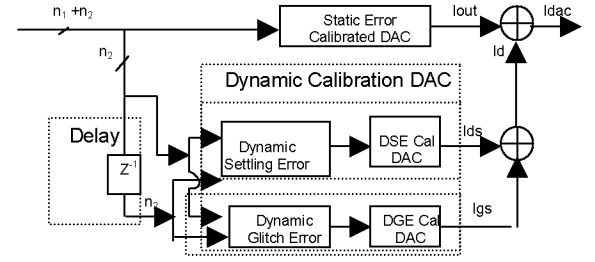 n1 +n2
Static Error
Calibrated DAC
Iout
Idac
n2
Id
Dynamic Calibration DAC
Delay
Z-1
Dynamic
Settling Error
DSE Cal
DAC
Ids
n2
Dynamic
Glitch Error
DGE Cal
DAC
Igs